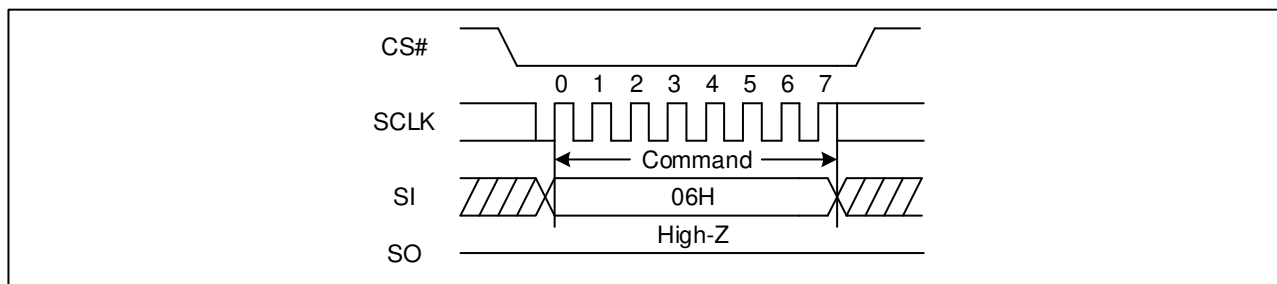 CS#
0 1 2 3 4 5 6 7
SCLK
Command
SI
06H
High-Z
SO